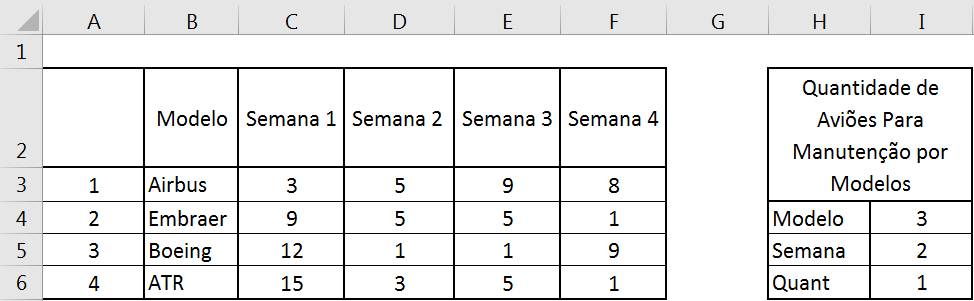 A B C D E F G H I
1
2 Modelo Semana 1 Semana 2 Semana 3 Semana 4 Quantidade de
Aviões Para
Manutenção por
Modelos
3 1 Airbus 3 5 9 8
4 2 Embraer 9 5 5 1 Modelo 3
5 3 Boeing 12 1 1 9 Semana 2
6 4 ATR 15 3 5 1 Quant 1